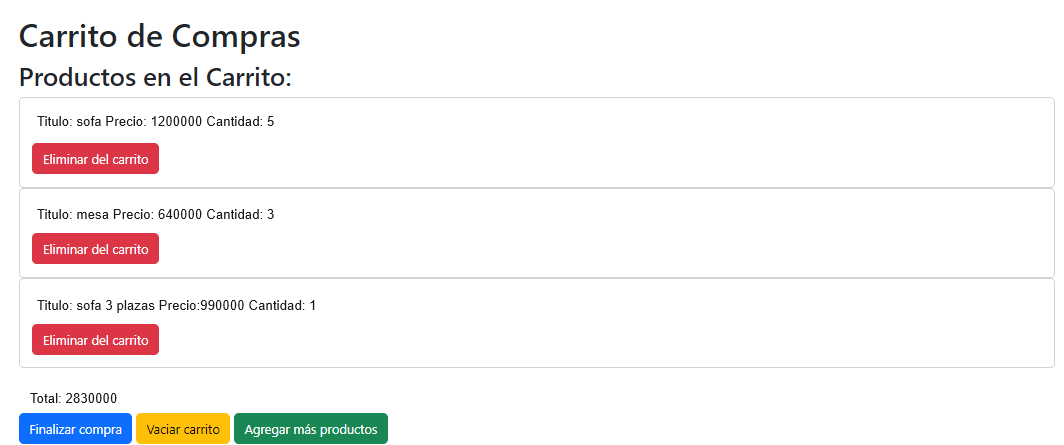 Carrito de Compras
Productos en el Carrito:
Titulo: sofa Precio: 1200000 Cantidad: 5
Eliminar del carrito
Titulo: mesa Precio: 640000 Cantidad: 3
Eliminar del carrito
Titulo: sofa 3 plazas Precio:990000 Cantidad: 1
Eliminar del carrito
Total: 2830000
Finalizar compra Vaciar carrito Agregar más productos